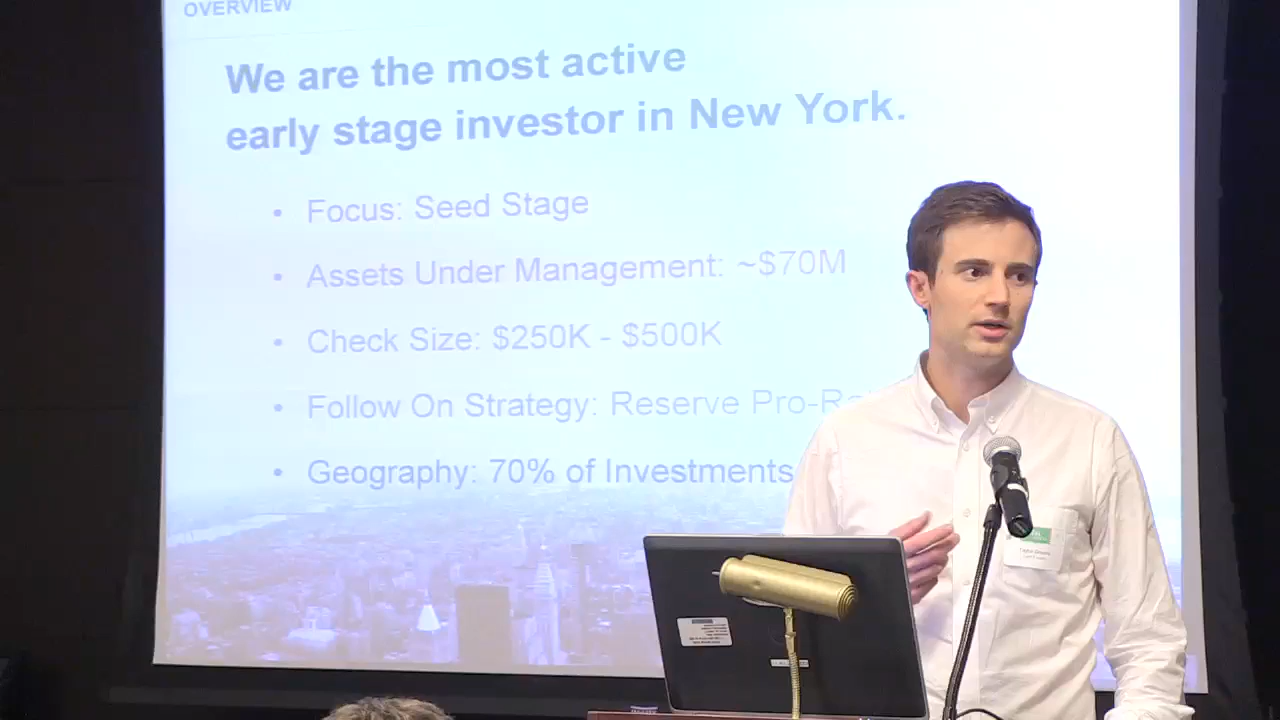 OVERVIEW
We are the most active
early stage investor in New York.
• Focus: Seed Stage
• Assets Under Management: ~$70M
• Check Size: $250K - $500K
• Follow On Strategy: Reserve Pro-Ra
• Geography: 70% of Investments